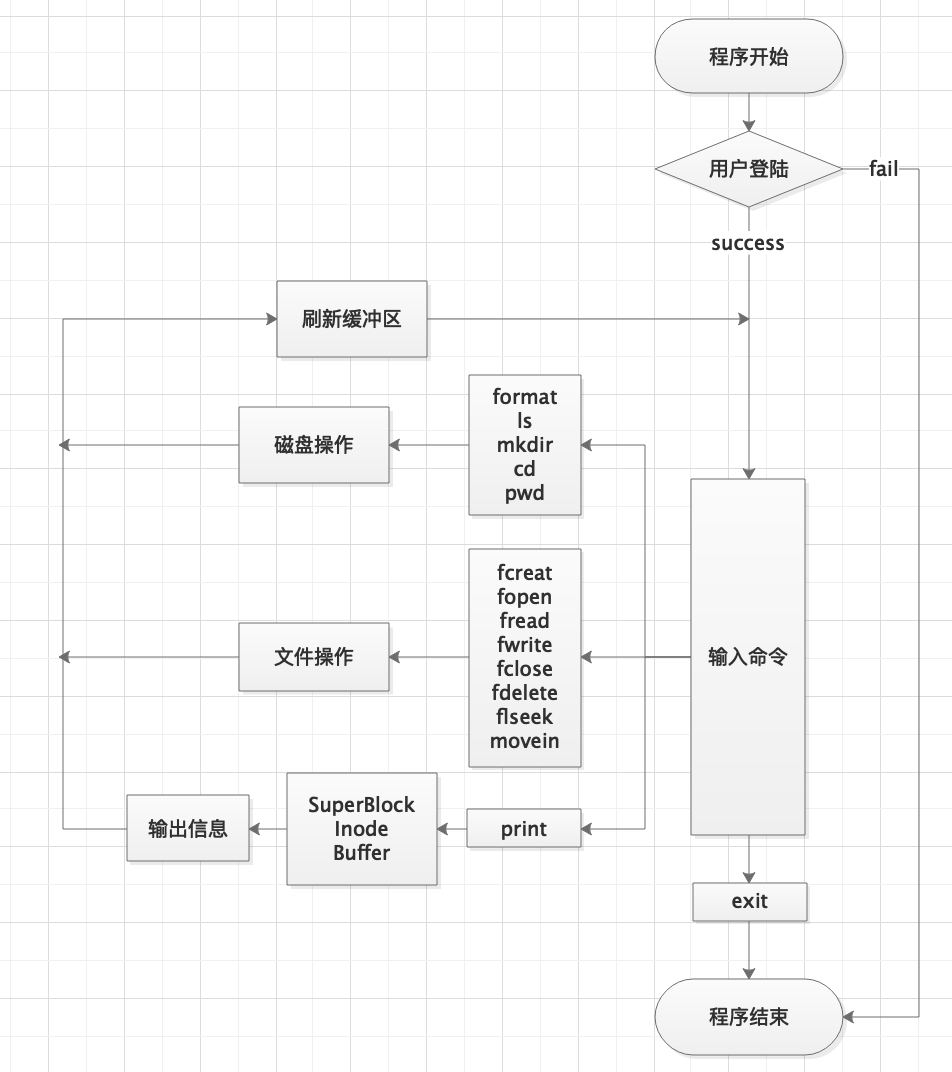 程序开始
用户登陆
fail
success
刷新缓冲区
format
ls
mkdir
cd
pwd
磁盘操作
fcreat
fopen
fread
fwrite
fclose
fdelete
flseek
movein
文件操作
输入命令
print
SuperBlock
Inode
Buffer
输出信息
exit
程序结束